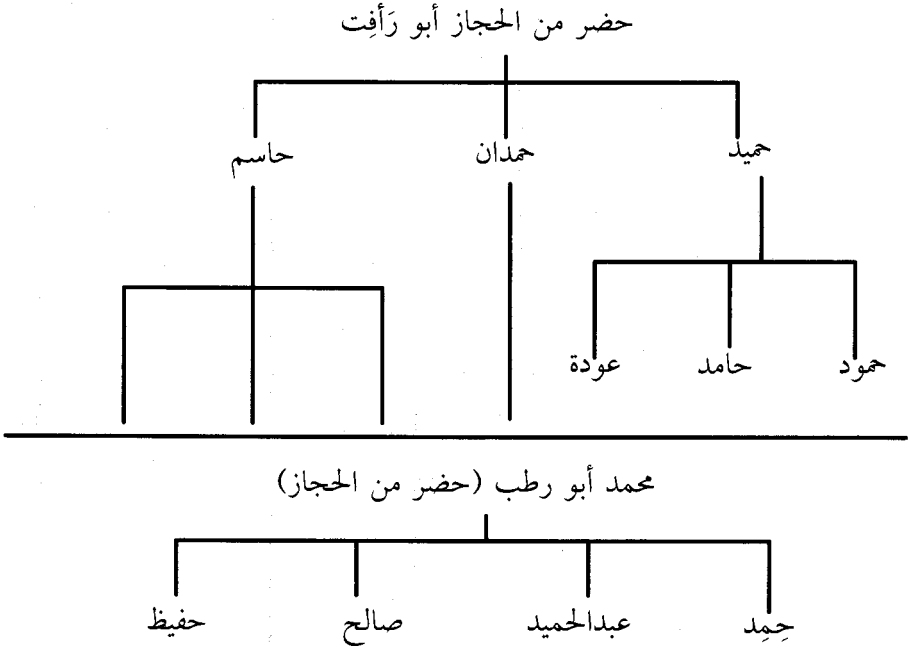 حضر من الحجاز أبو رَأفِت
حميد حمدان حاسم
حمود حامد عودة
محمد أبو رطب (حضر من الحجاز)
حِمِد عبدالحميد صالح حفيظ